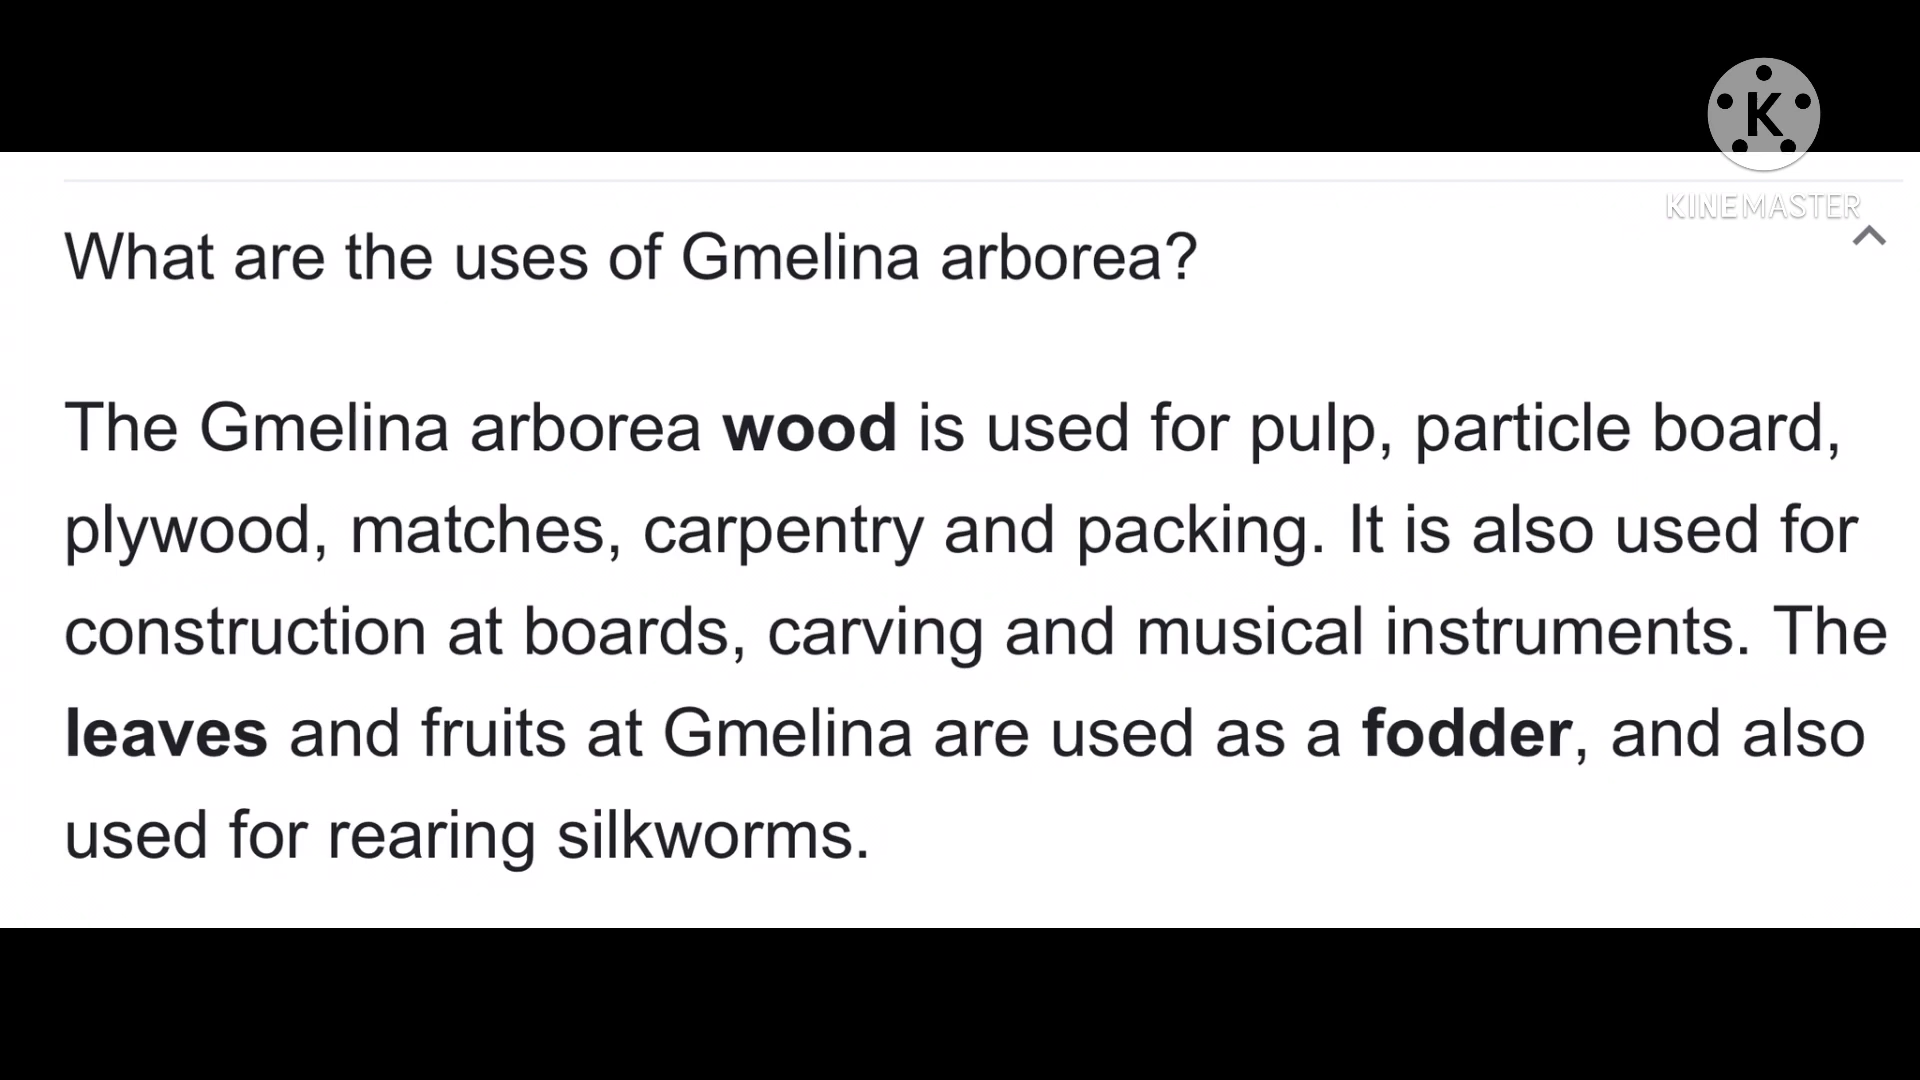 K
KINEMASTER
What are the uses of Gmelina arborea?
The Gmelina arborea wood is used for pulp, particle board,
plywood, matches, carpentry and packing. It is also used for
construction at boards, carving and musical instruments. The
leaves and fruits at Gmelina are used as a fodder, and also
used for rearing silkworms.